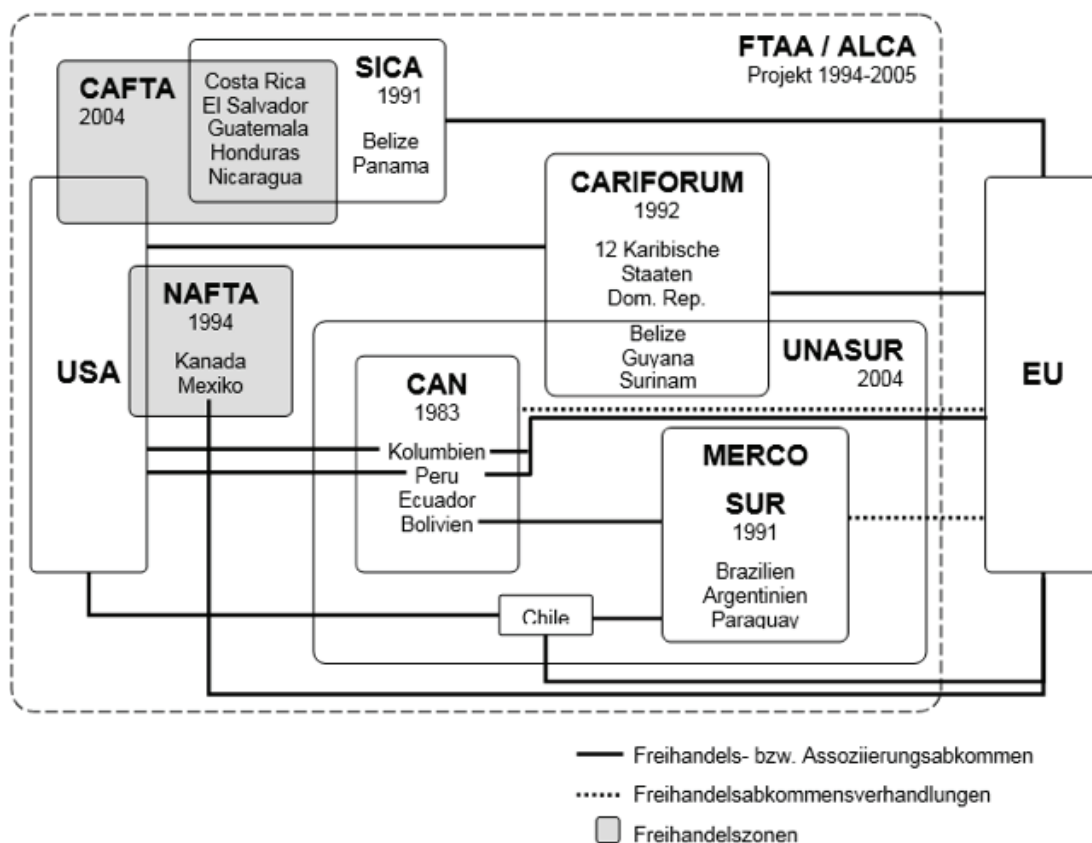 FTAA / ALCA
Projekt 1994-2005
SICA
1991
Belize
Panama
CAFTA
2004
Costa Rica
El Salvador
Guatemala
Honduras
Nicaragua
CARIFORUM
1992
12 Karibische
Staaten
Dom. Rep.
Belize
Guyana
Surinam
NAFTA
1994
Kanada
Mexiko
USA
UNASUR
2004
EU
CAN
1983
Kolumbien
Peru
Ecuador
Bolivien
MERCO
SUR
1991
Brazilien
Argentinien
Paraguay
Chile
Freihandels- bzw. Assoziierungsabkommen
Freihandelsabkommensverhandlungen
Freihandelszonen